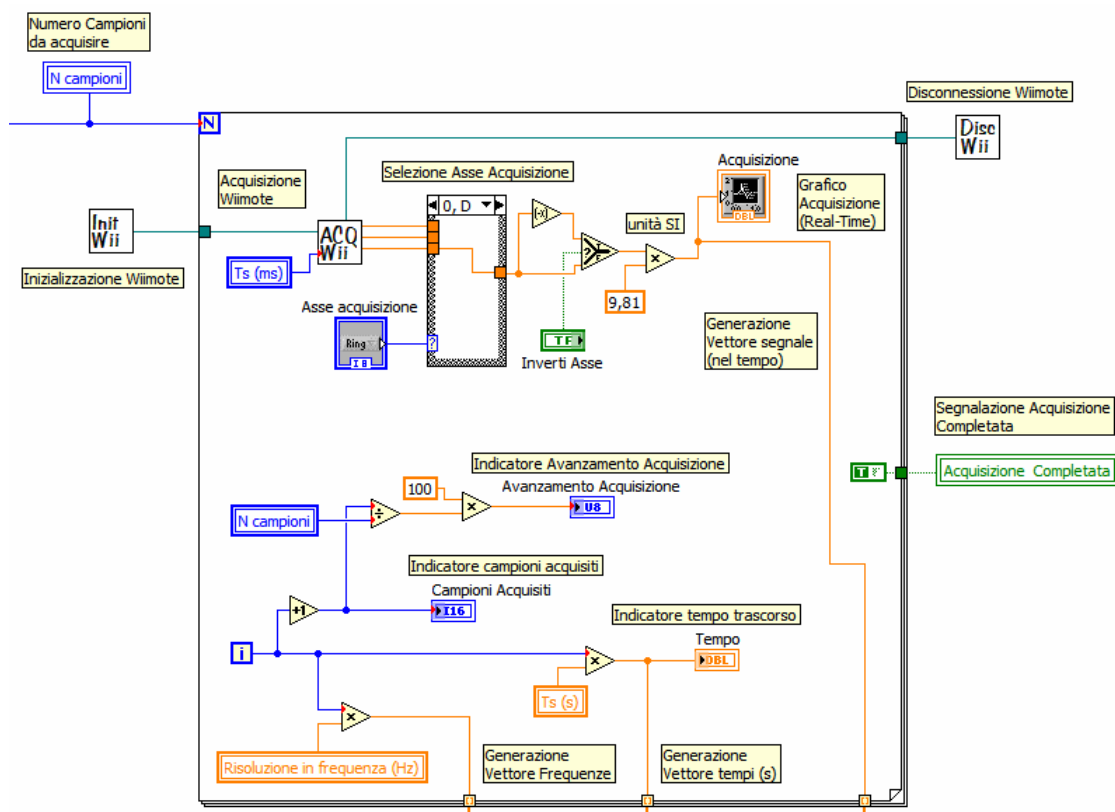 Numero Campioni
da acquisire
N campioni
N
Disconnessione Wiimote
Disc
Wii
Acquisizione
Wiimote
Selezione Asse Acquisizione
0, D
Acquisizione
DBL
Grafico
Acquisizione
(Real-Time)
Init
Wii
Inizializzazione Wiimote
ACQ
Wii
Ts (ms)
(-x)
unità SI
?
T
F
x
9,81
Asse acquisizione
Ring
I8
?
TF
Inverti Asse
Generazione
Vettore segnale
(nel tempo)
Segnalazione Acquisizione
Completata
T
Acquisizione Completata
Indicatore Avanzamento Acquisizione
100
Avanzamento Acquisizione
N campioni
÷
x
U8
Indicatore campioni acquisiti
Campioni Acquisiti
+1
I16
Indicatore tempo trascorso
Tempo
i
x
DBL
Ts (s)
x
Risoluzione in frequenza (Hz)
Generazione
Vettore Frequenze
Generazione
Vettore tempi (s)